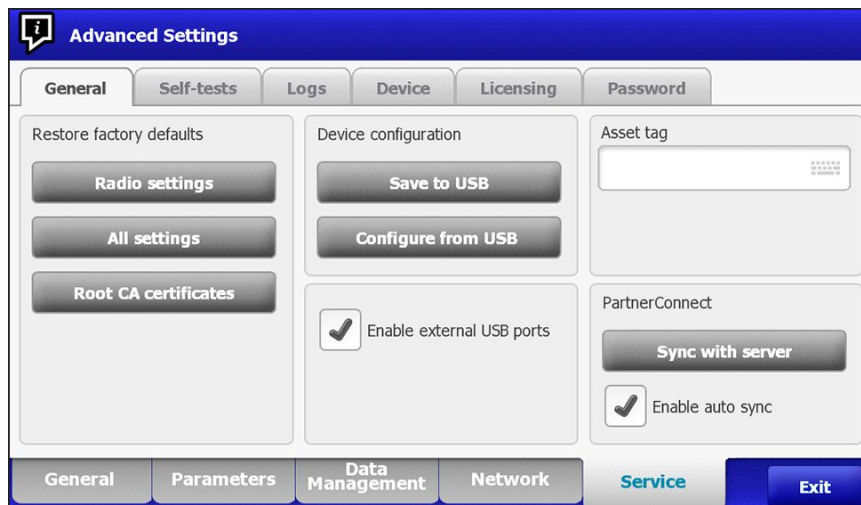 Advanced Settings
General
Self-tests
Logs
Device
Licensing
Password
Restore factory defaults
Radio settings
All settings
Root CA certificates
Device configuration
Save to USB
Configure from USB
Enable external USB ports
Asset tag
PartnerConnect
Sync with server
Enable auto sync
General
Parameters
Data
Management
Network
Service
Exit